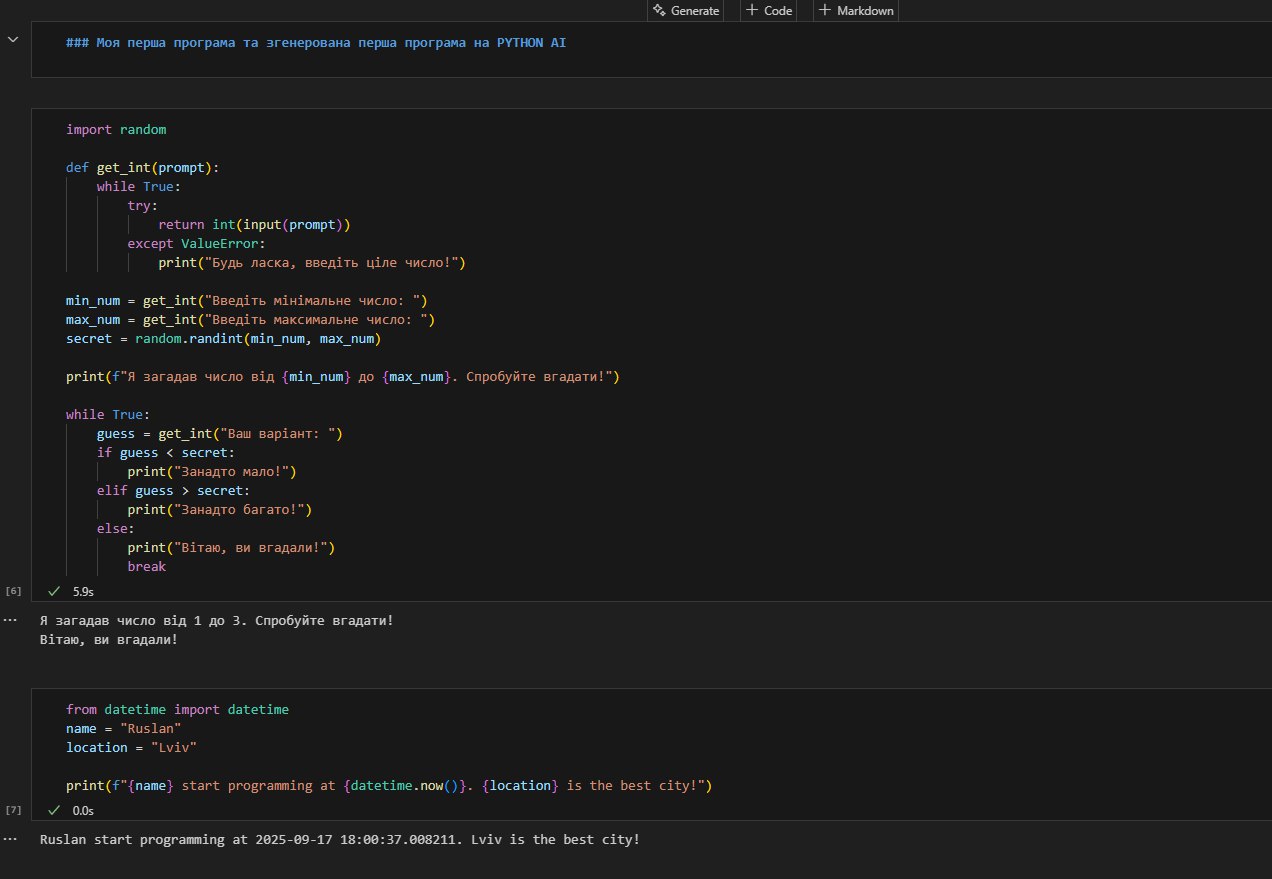 Generate + Code + Markdown
### Моя перша програма та згенерована перша програма на PYTHON AI
import random
def get_int(prompt):
    while True:
        try:
            return int(input(prompt))
        except ValueError:
            print("Будь ласка, введіть ціле число!")
min_num = get_int("Введіть мінімальне число: ")
max_num = get_int("Введіть максимальне число: ")
secret = random.randint(min_num, max_num)
print(f"Я загадав число від {min_num} до {max_num}. Спробуйте вгадати!")
while True:
    guess = get_int("Ваш варіант: ")
    if guess < secret:
        print("Занадто мало!")
    elif guess > secret:
        print("Занадто багато!")
    else:
        print("Вітаю, ви вгадали!")
        break
[6] ✓ 5.9s
... Я загадав число від 1 до 3. Спробуйте вгадати!
Вітаю, ви вгадали!
from datetime import datetime
name = "Ruslan"
location = "Lviv"
print(f"{name} start programming at {datetime.now()}. {location} is the best city!")
[7] ✓ 0.0s
... Ruslan start programming at 2025-09-17 18:00:37.008211. Lviv is the best city!